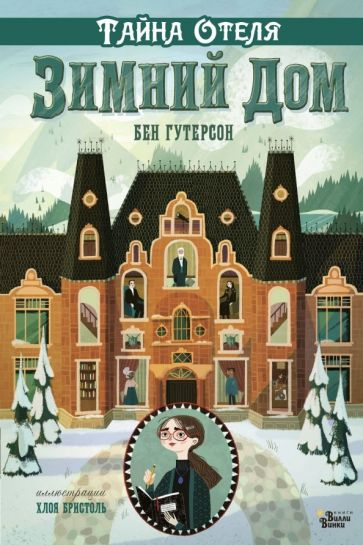 Тайна Отеля
Зимний Дом
Бен Гутерсон
иллюстрации
Хлоя Бристоль
книги
Вилли
Винки